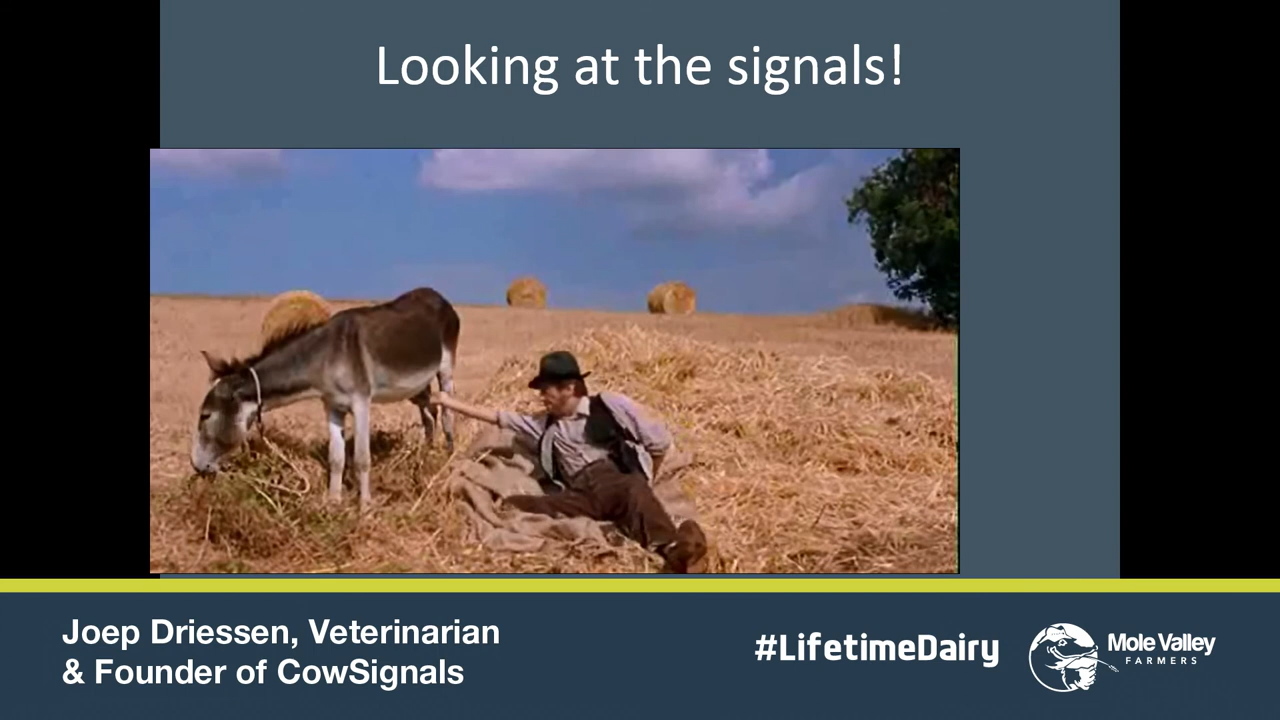 Looking at the signals!
Joep Driessen, Veterinarian
& Founder of CowSignals
#LifetimeDairy
Mole Valley
FARMERS